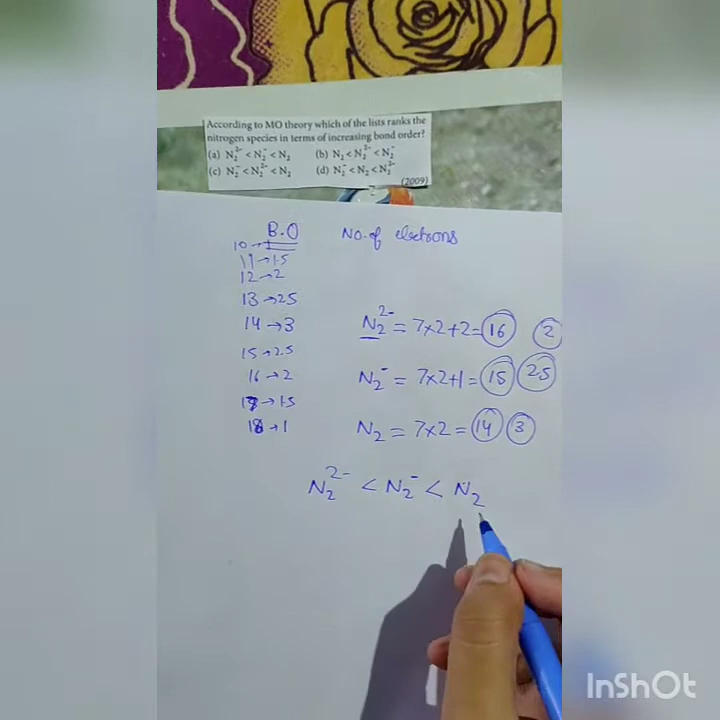 According to MO theory which of the lists ranks the
nitrogen species in terms of increasing bond order?
(a) N₂²⁻ < N₂⁻ < N₂ (b) N₂ < N₂²⁻ < N₂⁻
(c) N₂⁻ < N₂²⁻ < N₂ (d) N₂⁻ < N₂ < N₂²⁻
(2009)
B.O No. of electrons
10→1
11→1.5
12→2
13→2.5
14→3
15→2.5
16→2
17→1.5
18→1
N₂²⁻ = 7×2+2=16 2
N₂⁻ = 7×2+1=15 2.5
N₂ = 7×2 = 14 3
N₂²⁻ < N₂⁻ < N₂
InShOt